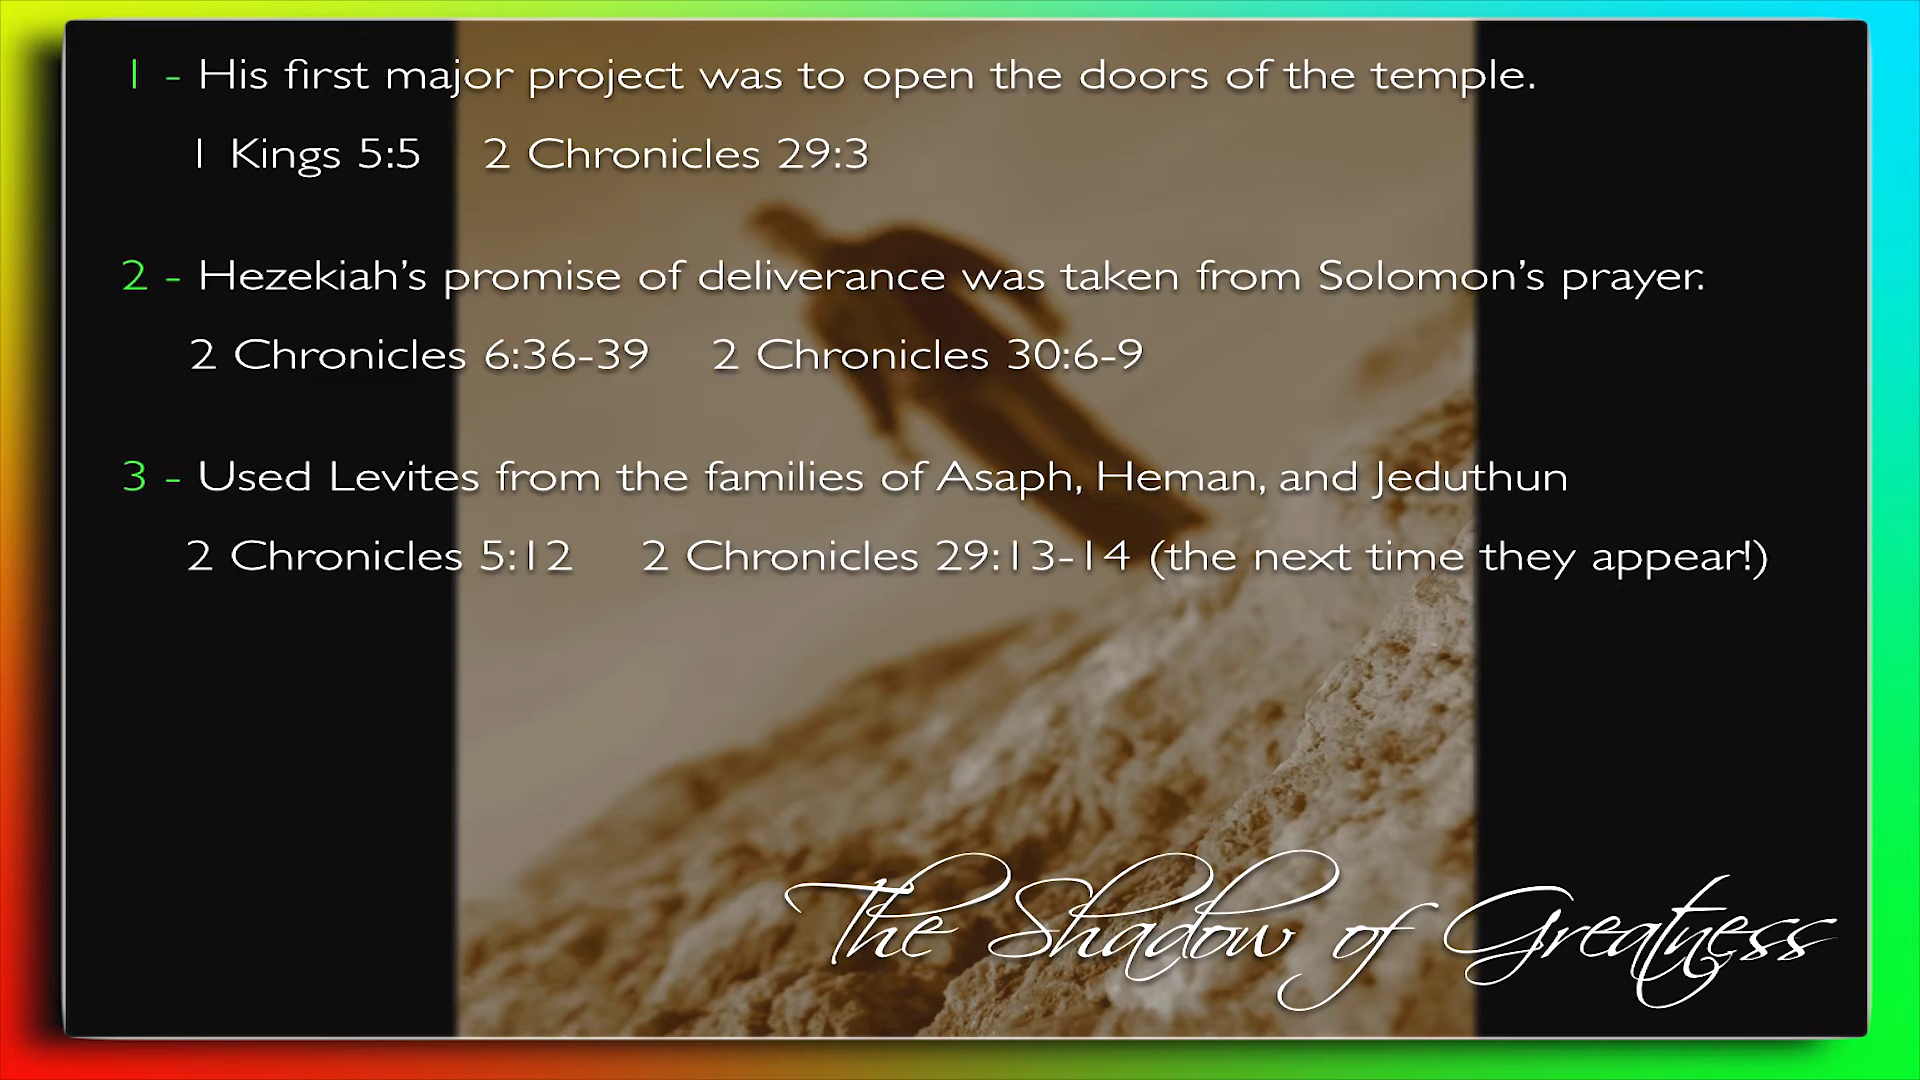 1 - His first major project was to open the doors of the temple.
1 Kings 5:5 2 Chronicles 29:3
2 - Hezekiah’s promise of deliverance was taken from Solomon’s prayer.
2 Chronicles 6:36-39 2 Chronicles 30:6-9
3 - Used Levites from the families of Asaph, Heman, and Jeduthun
2 Chronicles 5:12 2 Chronicles 29:13-14 (the next time they appear!)
The Shadow of Greatness